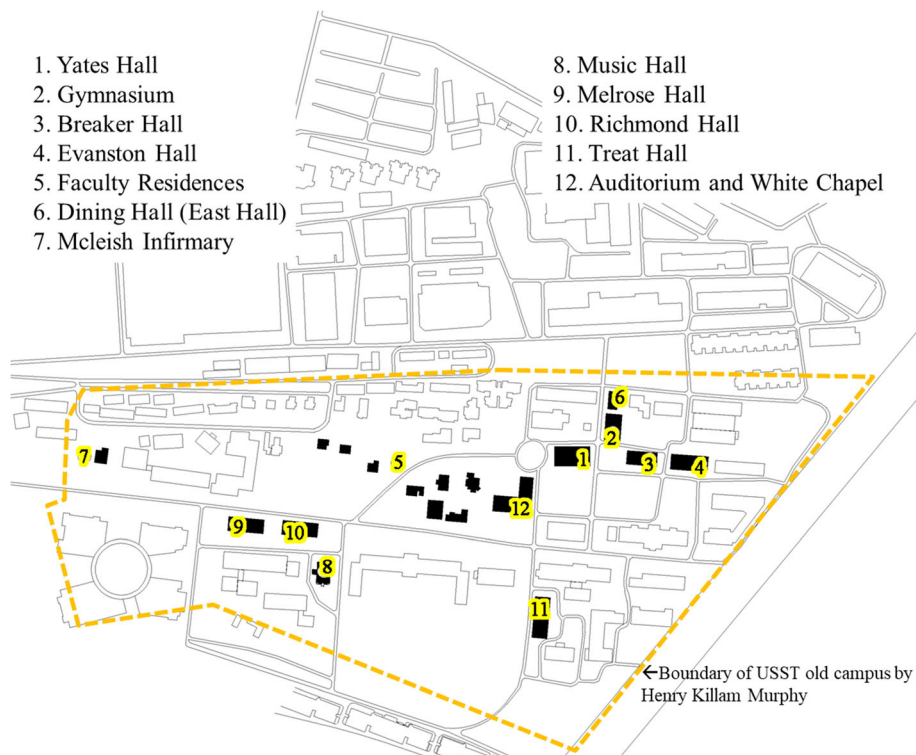 1. Yates Hall
2. Gymnasium
3. Breaker Hall
4. Evanston Hall
5. Faculty Residences
6. Dining Hall (East Hall)
7. Mcleish Infirmary
8. Music Hall
9. Melrose Hall
10. Richmond Hall
11. Treat Hall
12. Auditorium and White Chapel
6
2
1
3
4
7
5
12
9
10
8
11
←Boundary of USST old campus by
Henry Killam Murphy